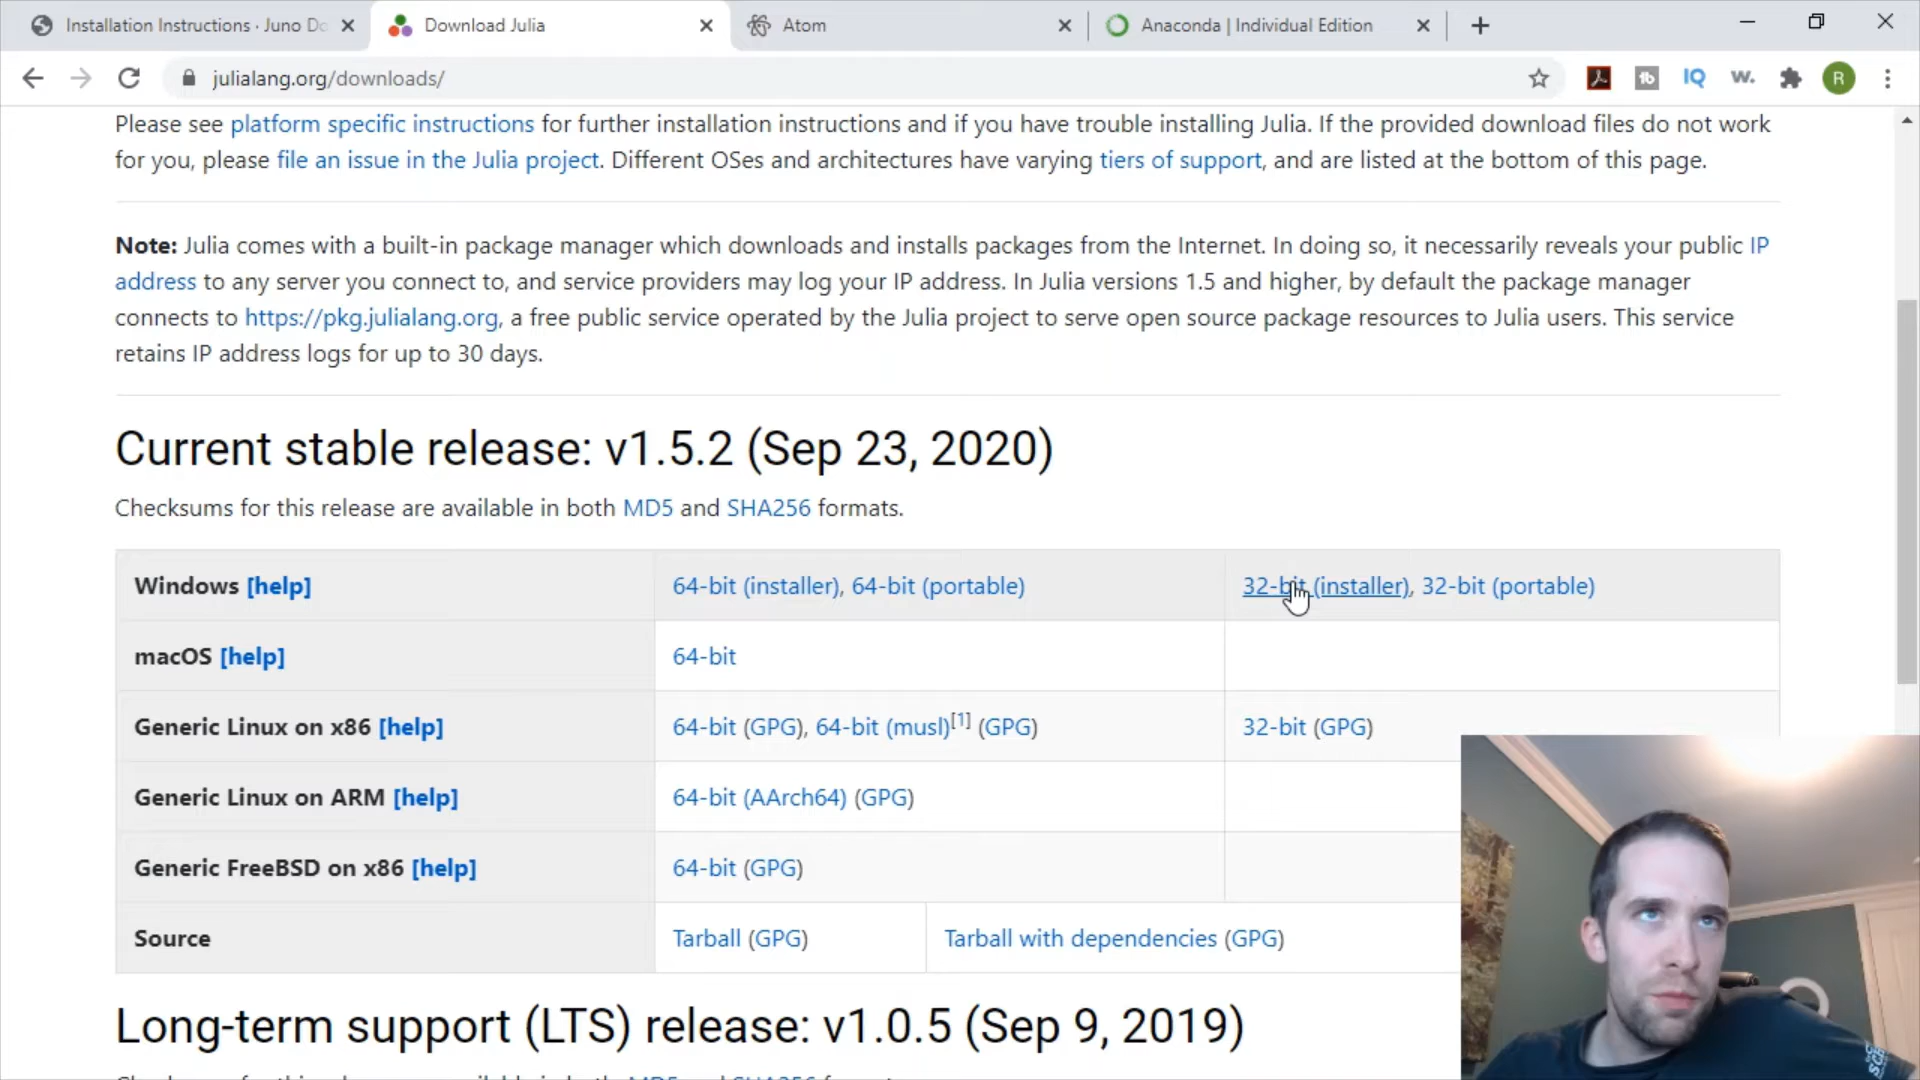 Installation Instructions · Juno Do
Download Julia
Atom
Anaconda | Individual Edition
julialang.org/downloads/
tb
IQ
w.
R
Please see platform specific instructions for further installation instructions and if you have trouble installing Julia. If the provided download files do not work
for you, please file an issue in the Julia project. Different OSes and architectures have varying tiers of support, and are listed at the bottom of this page.
Note: Julia comes with a built-in package manager which downloads and installs packages from the Internet. In doing so, it necessarily reveals your public IP
address to any server you connect to, and service providers may log your IP address. In Julia versions 1.5 and higher, by default the package manager
connects to https://pkg.julialang.org, a free public service operated by the Julia project to serve open source package resources to Julia users. This service
retains IP address logs for up to 30 days.
Current stable release: v1.5.2 (Sep 23, 2020)
Checksums for this release are available in both MD5 and SHA256 formats.
Windows [help] 64-bit (installer), 64-bit (portable) 32-bit (installer), 32-bit (portable)
macOS [help] 64-bit
Generic Linux on x86 [help] 64-bit (GPG), 64-bit (musl)[1] (GPG) 32-bit (GPG)
Generic Linux on ARM [help] 64-bit (AArch64) (GPG)
Generic FreeBSD on x86 [help] 64-bit (GPG)
Source Tarball (GPG) Tarball with dependencies (GPG)
Long-term support (LTS) release: v1.0.5 (Sep 9, 2019)